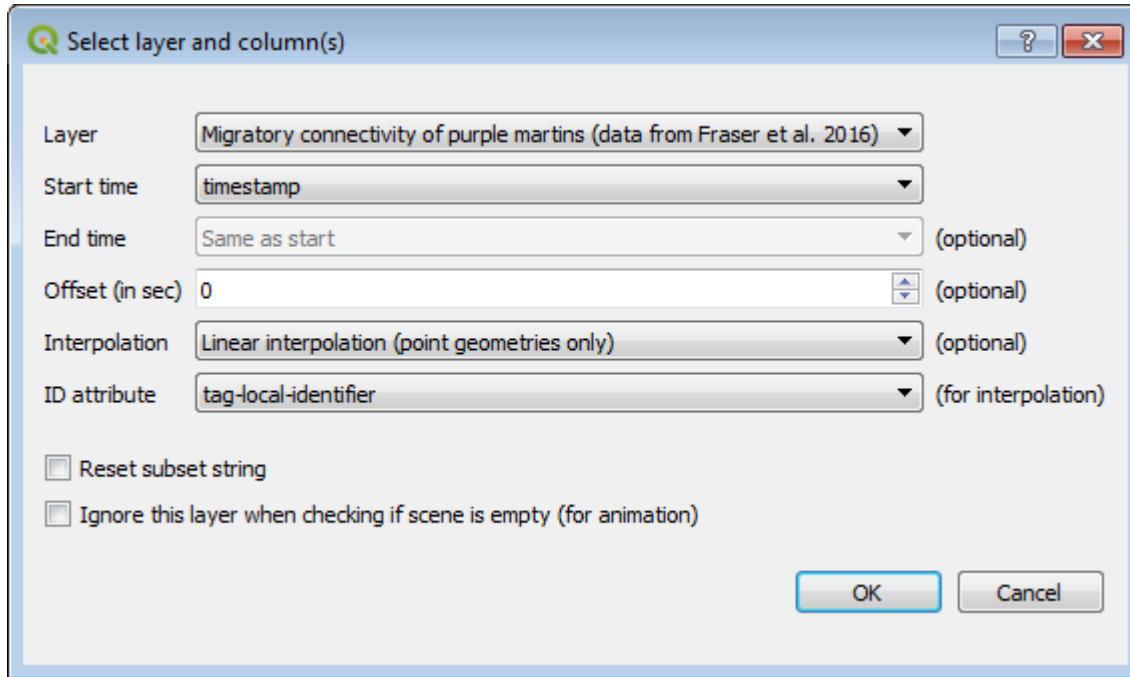 Select layer and column(s)
?
Layer Migratory connectivity of purple martins (data from Fraser et al. 2016)
Start time timestamp
End time Same as start (optional)
Offset (in sec) 0 (optional)
Interpolation Linear interpolation (point geometries only) (optional)
ID attribute tag-local-identifier (for interpolation)
Reset subset string
Ignore this layer when checking if scene is empty (for animation)
OK Cancel